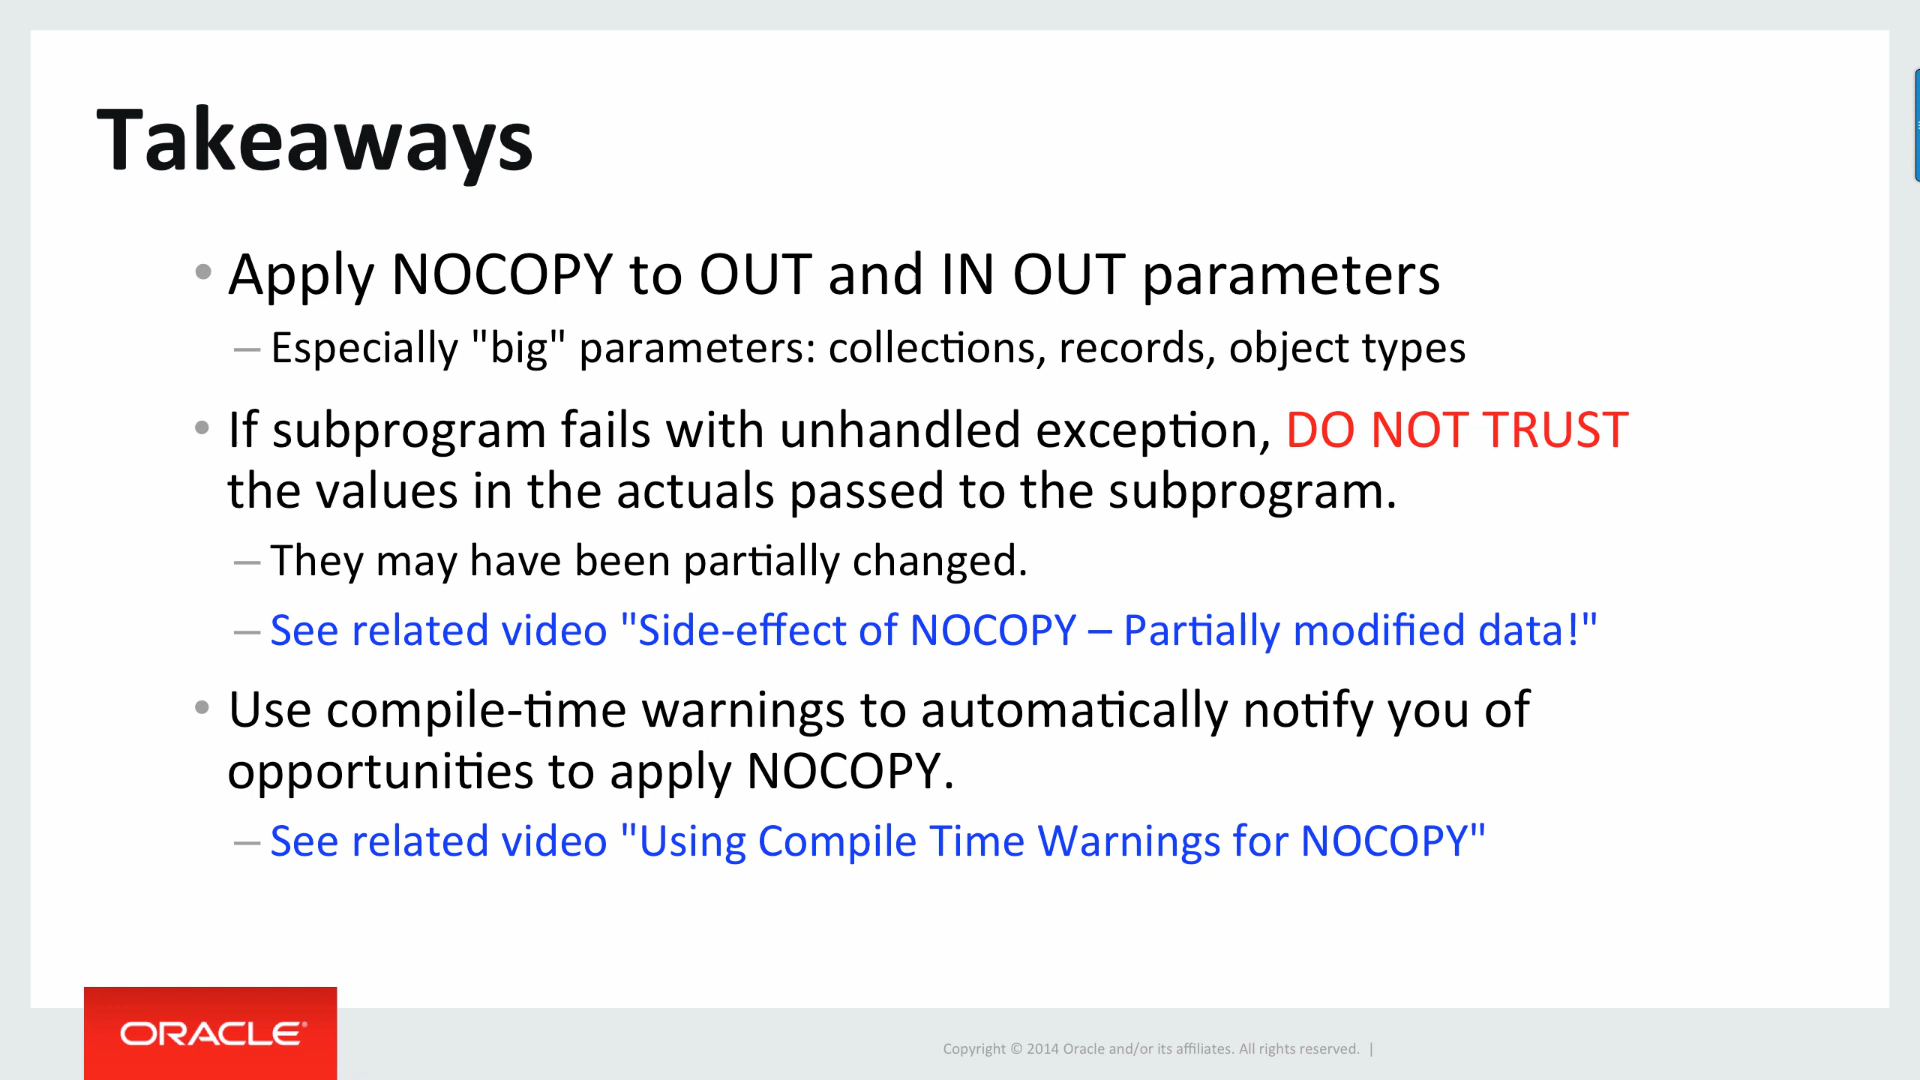 Takeaways
• Apply NOCOPY to OUT and IN OUT parameters
– Especially "big" parameters: collections, records, object types
• If subprogram fails with unhandled exception, DO NOT TRUST
the values in the actuals passed to the subprogram.
– They may have been partially changed.
– See related video "Side-effect of NOCOPY – Partially modified data!"
• Use compile-time warnings to automatically notify you of
opportunities to apply NOCOPY.
– See related video "Using Compile Time Warnings for NOCOPY"
ORACLE®
Copyright © 2014 Oracle and/or its affiliates. All rights reserved. |